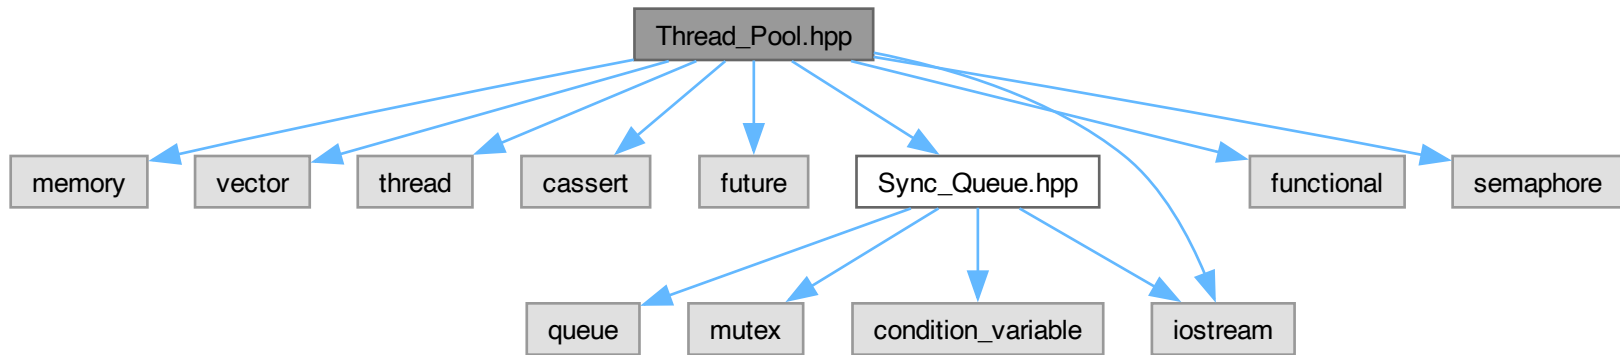 Thread_Pool.hpp
memory
vector
thread
cassert
future
Sync_Queue.hpp
functional
semaphore
queue
mutex
condition_variable
iostream